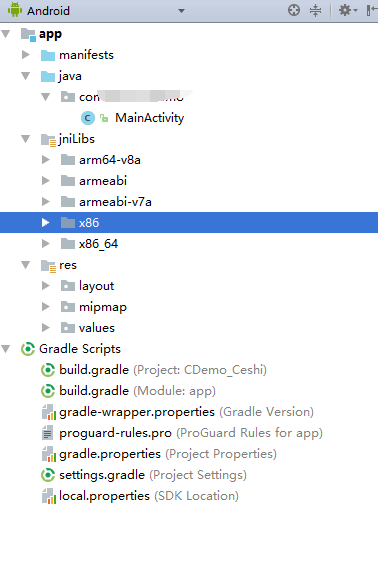 Android
app
manifests
java
MainActivity
jniLibs
arm64-v8a
armeabi
armeabi-v7a
x86
x86_64
res
layout
mipmap
values
Gradle Scripts
build.gradle (Project: CDemo_Ceshi)
build.gradle (Module: app)
gradle-wrapper.properties (Gradle Version)
proguard-rules.pro (ProGuard Rules for app)
gradle.properties (Project Properties)
settings.gradle (Project Settings)
local.properties (SDK Location)